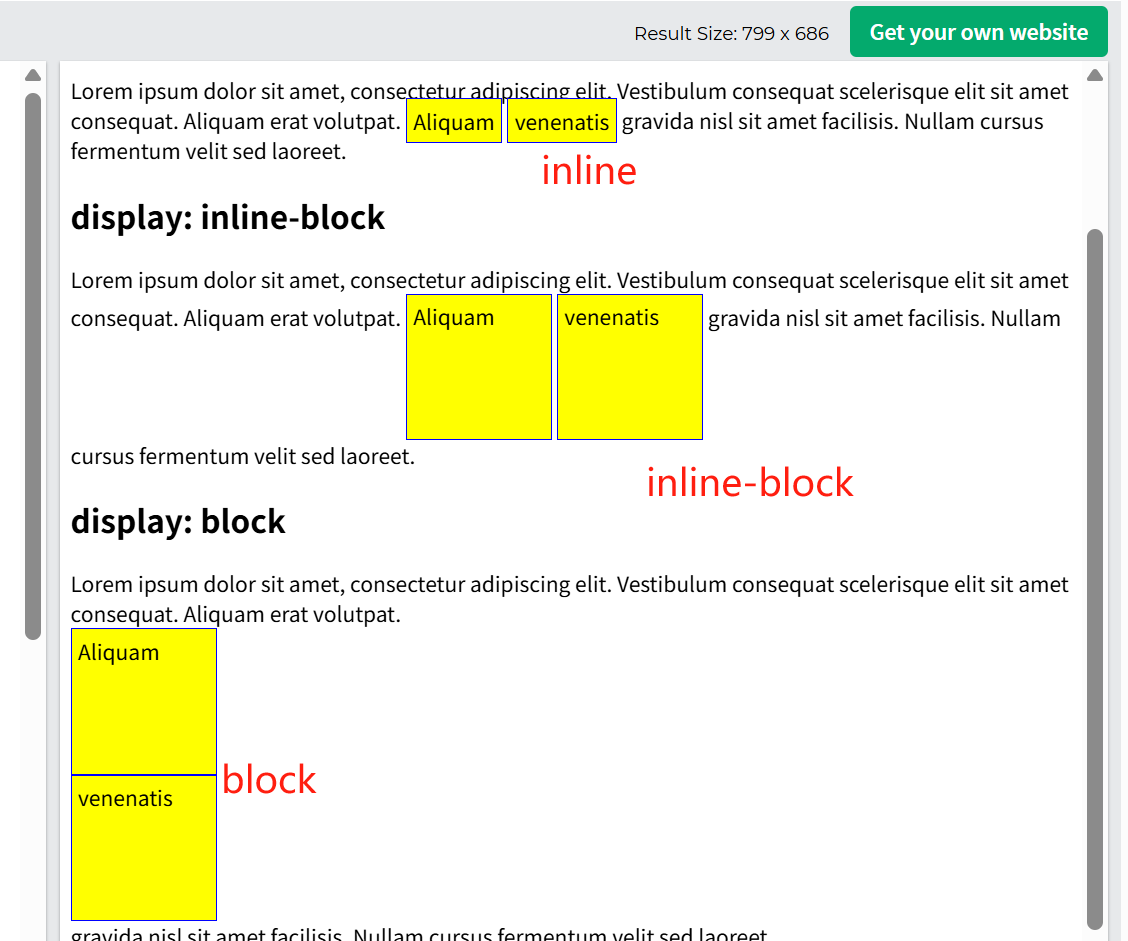 Result Size: 799 x 686
Get your own website
Lorem ipsum dolor sit amet, consectetur adipiscing elit. Vestibulum consequat scelerisque elit sit amet
consequat. Aliquam erat volutpat. Aliquam venenatis gravida nisl sit amet facilisis. Nullam cursus
fermentum velit sed laoreet.
inline
display: inline-block
Lorem ipsum dolor sit amet, consectetur adipiscing elit. Vestibulum consequat scelerisque elit sit amet
consequat. Aliquam erat volutpat. Aliquam venenatis gravida nisl sit amet facilisis. Nullam
cursus fermentum velit sed laoreet.
inline-block
display: block
Lorem ipsum dolor sit amet, consectetur adipiscing elit. Vestibulum consequat scelerisque elit sit amet
consequat. Aliquam erat volutpat.
Aliquam
block
venenatis
gravida nisl sit amet facilisis. Nullam cursus fermentum velit sed laoreet.